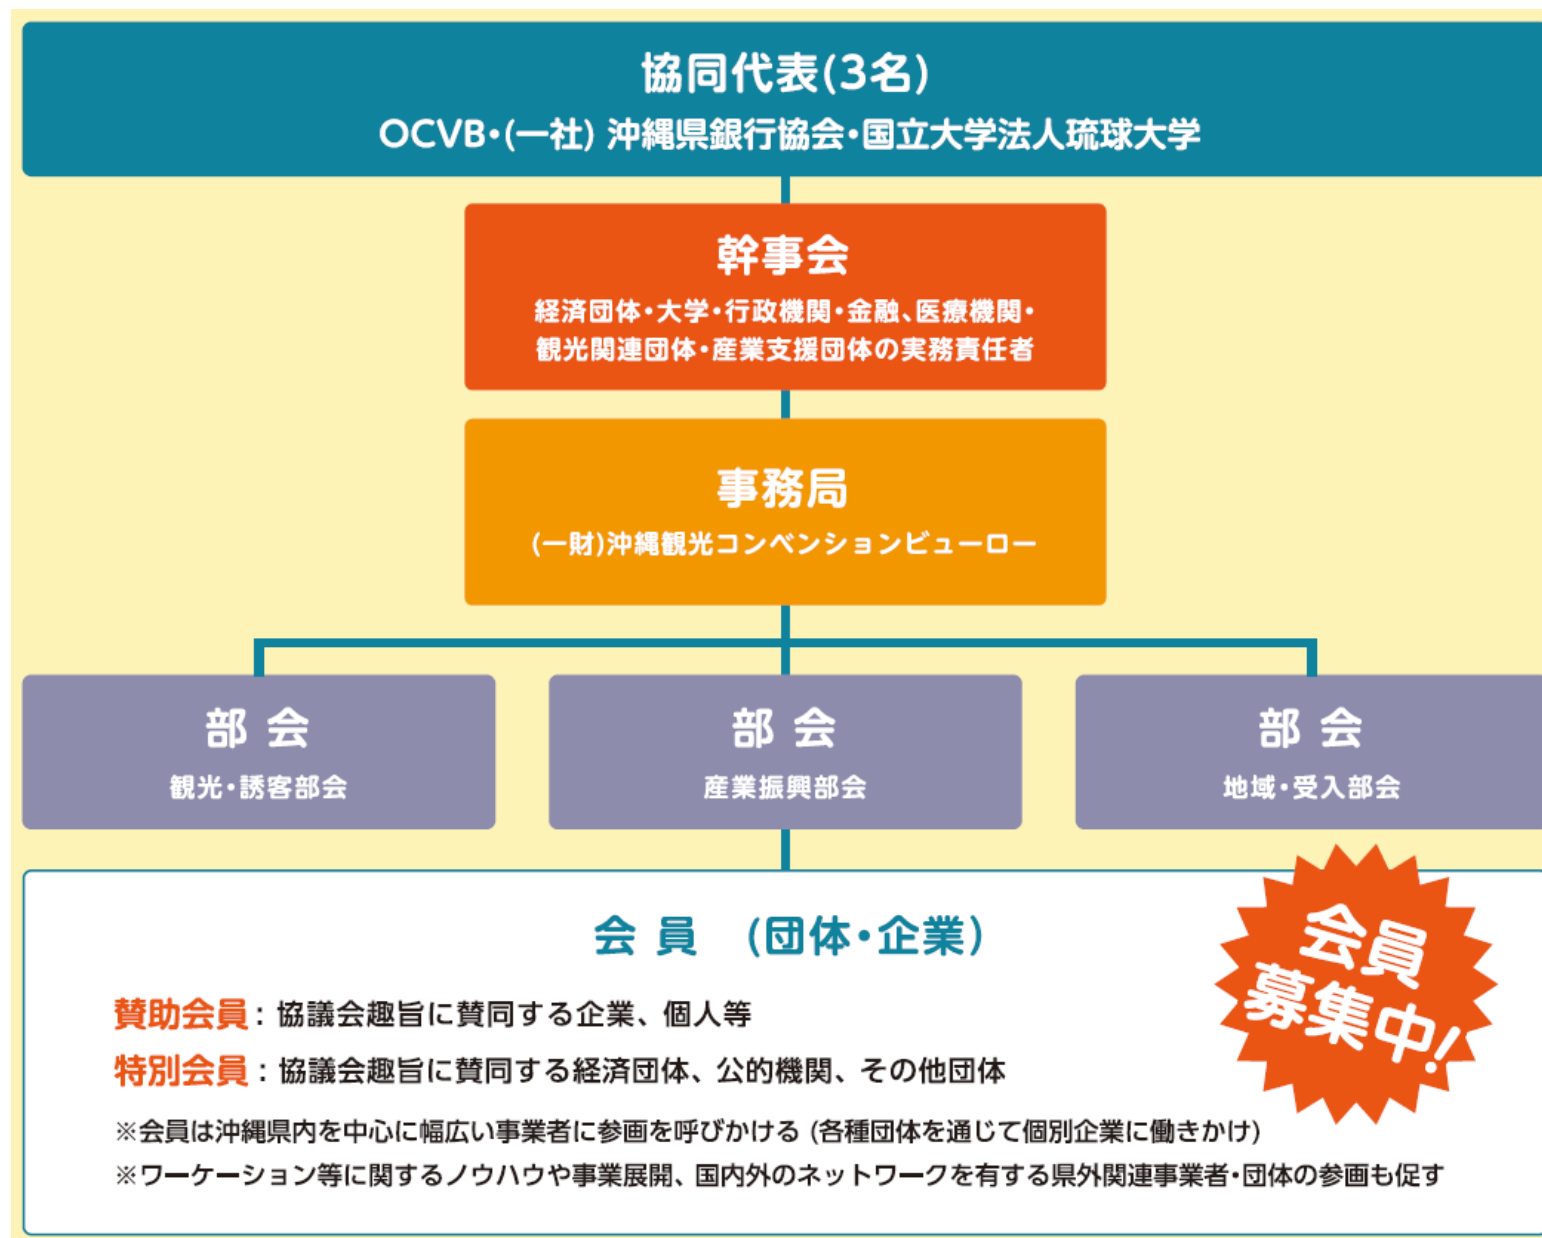 協同代表(3名)
OCVB・(一社) 沖縄県銀行協会・国立大学法人琉球大学
幹事会
経済団体・大学・行政機関・金融、医療機関・
観光関連団体・産業支援団体の実務責任者
事務局
(一財)沖縄観光コンベンションビューロー
部 会
観光・誘客部会
部 会
産業振興部会
部 会
地域・受入部会
会 員 (団体・企業)
会員
募集中!
賛助会員 : 協議会趣旨に賛同する企業、個人等
特別会員 : 協議会趣旨に賛同する経済団体、公的機関、その他団体
※会員は沖縄県内を中心に幅広い事業者に参画を呼びかける (各種団体を通じて個別企業に働きかけ)
※ワーケーション等に関するノウハウや事業展開、国内外のネットワークを有する県外関連事業者・団体の参画も促す